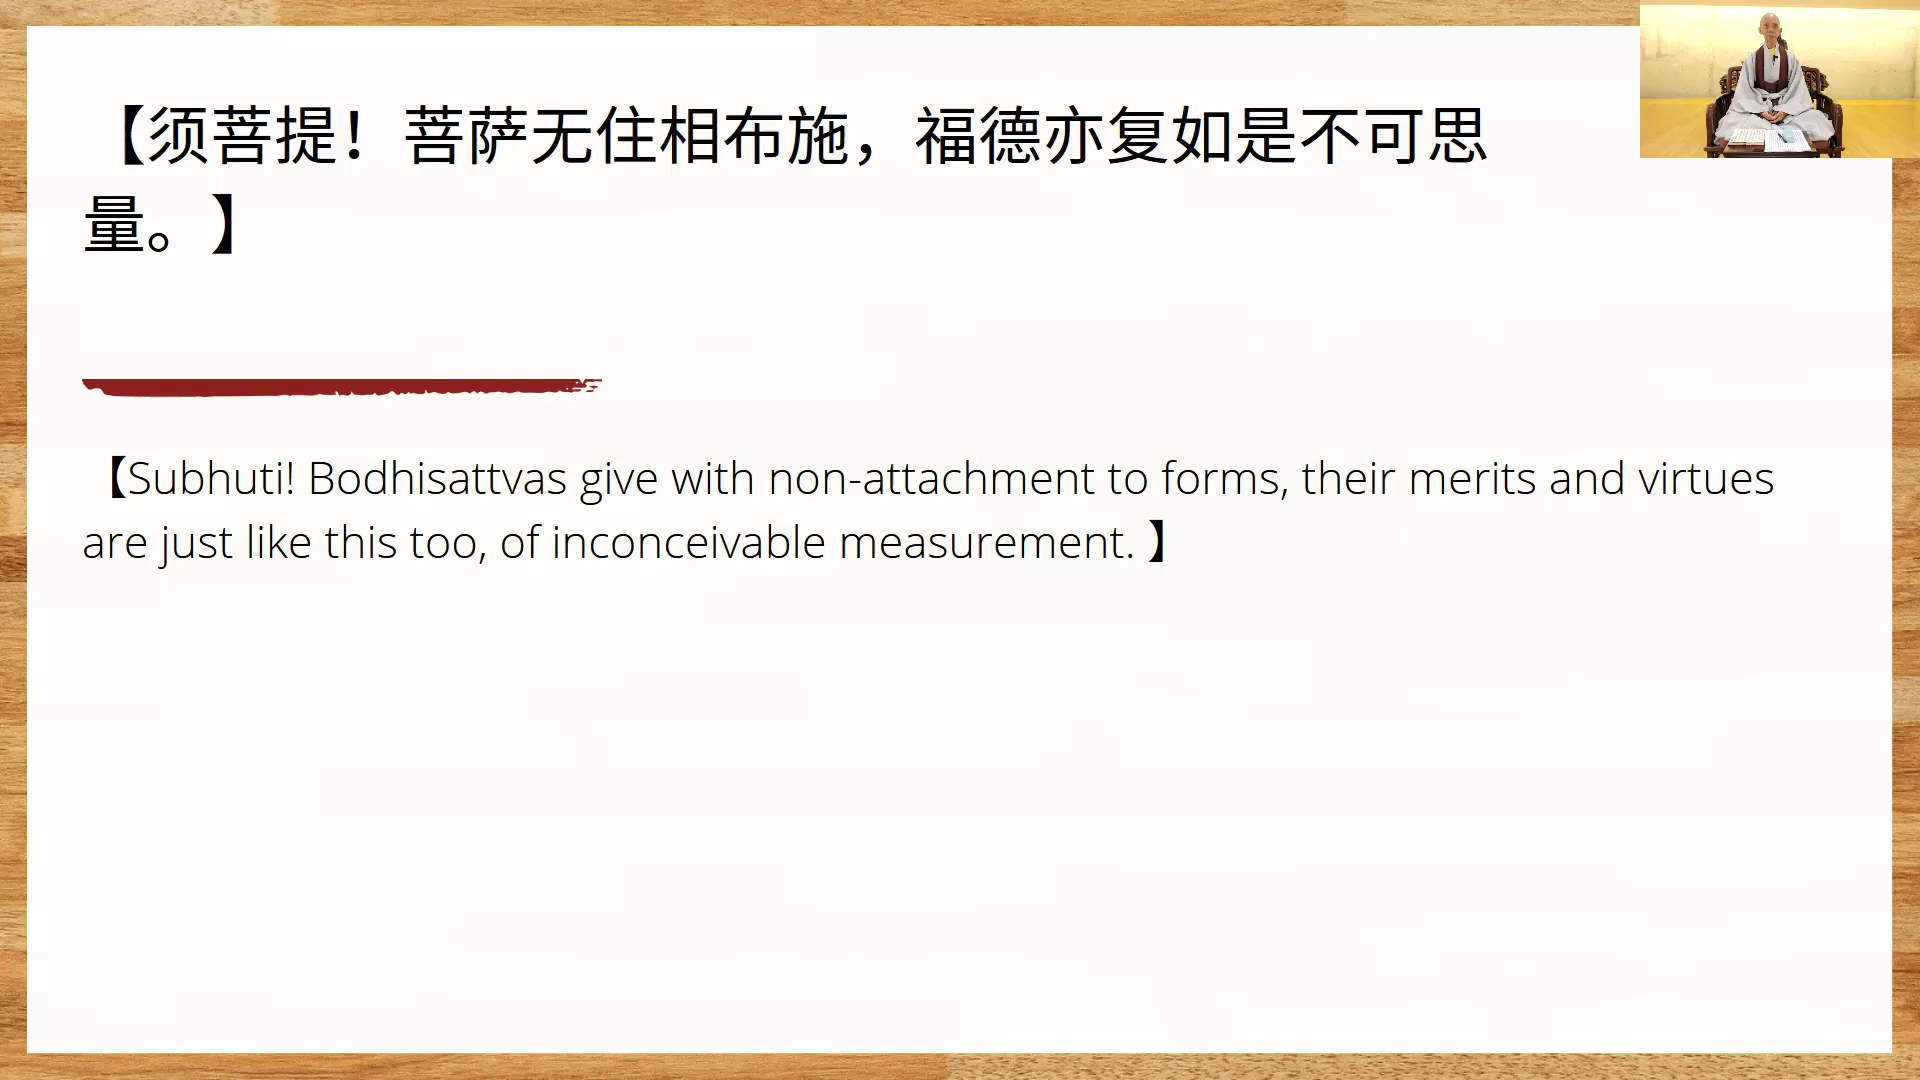 【须菩提！菩萨无住相布施，福德亦复如是不可思
量。】
【Subhuti! Bodhisattvas give with non-attachment to forms, their merits and virtues
are just like this too, of inconceivable measurement. 】